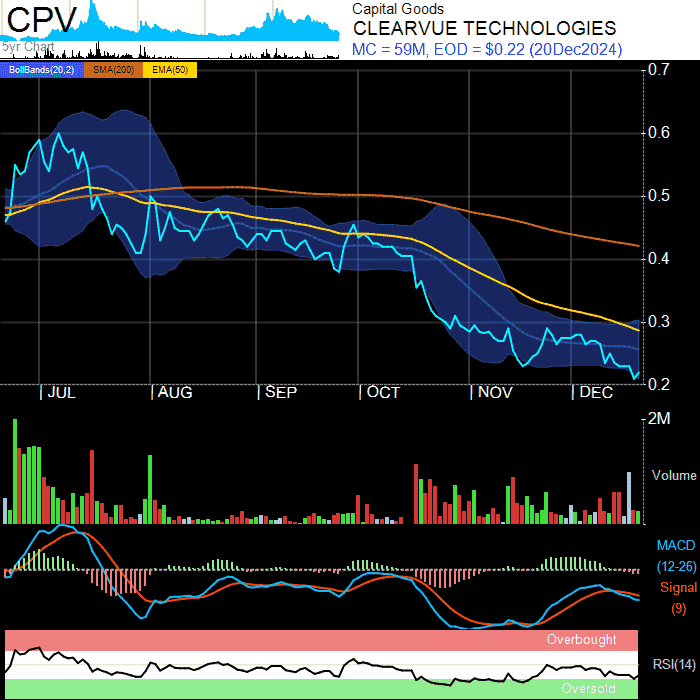 CPV
Capital Goods
CLEARVUE TECHNOLOGIES
MC = 59M, EOD = $0.22 (20Dec2024)
5yr Chart
BollBands(20,2) SMA(200) EMA(50)
0.7
0.6
0.5
0.4
0.3
0.2
JUL AUG SEP OCT NOV DEC
2M
Volume
MACD
(12-26)
Signal
(9)
Overbought
RSI(14)
Oversold